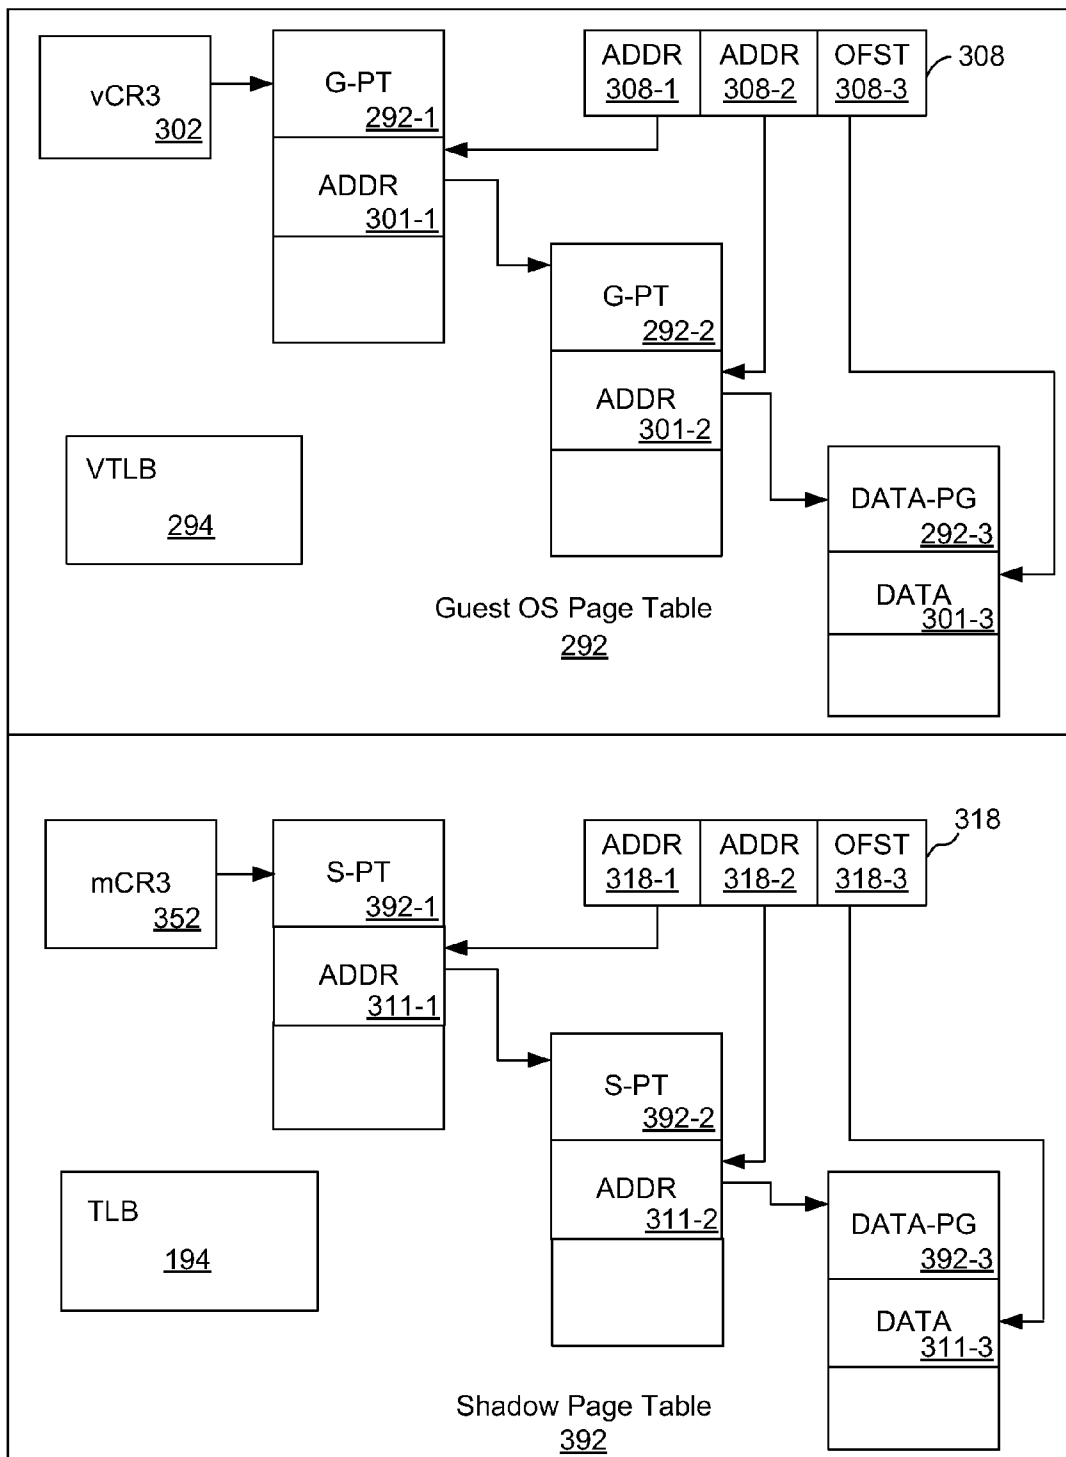 vCR3
302
G-PT
292-1
ADDR
301-1
ADDR
308-1
ADDR
308-2
OFST
308-3
308
G-PT
292-2
ADDR
301-2
VTLB
294
DATA-PG
292-3
DATA
301-3
Guest OS Page Table
292
mCR3
352
S-PT
392-1
ADDR
311-1
ADDR
318-1
ADDR
318-2
OFST
318-3
318
S-PT
392-2
ADDR
311-2
TLB
194
DATA-PG
392-3
DATA
311-3
Shadow Page Table
392